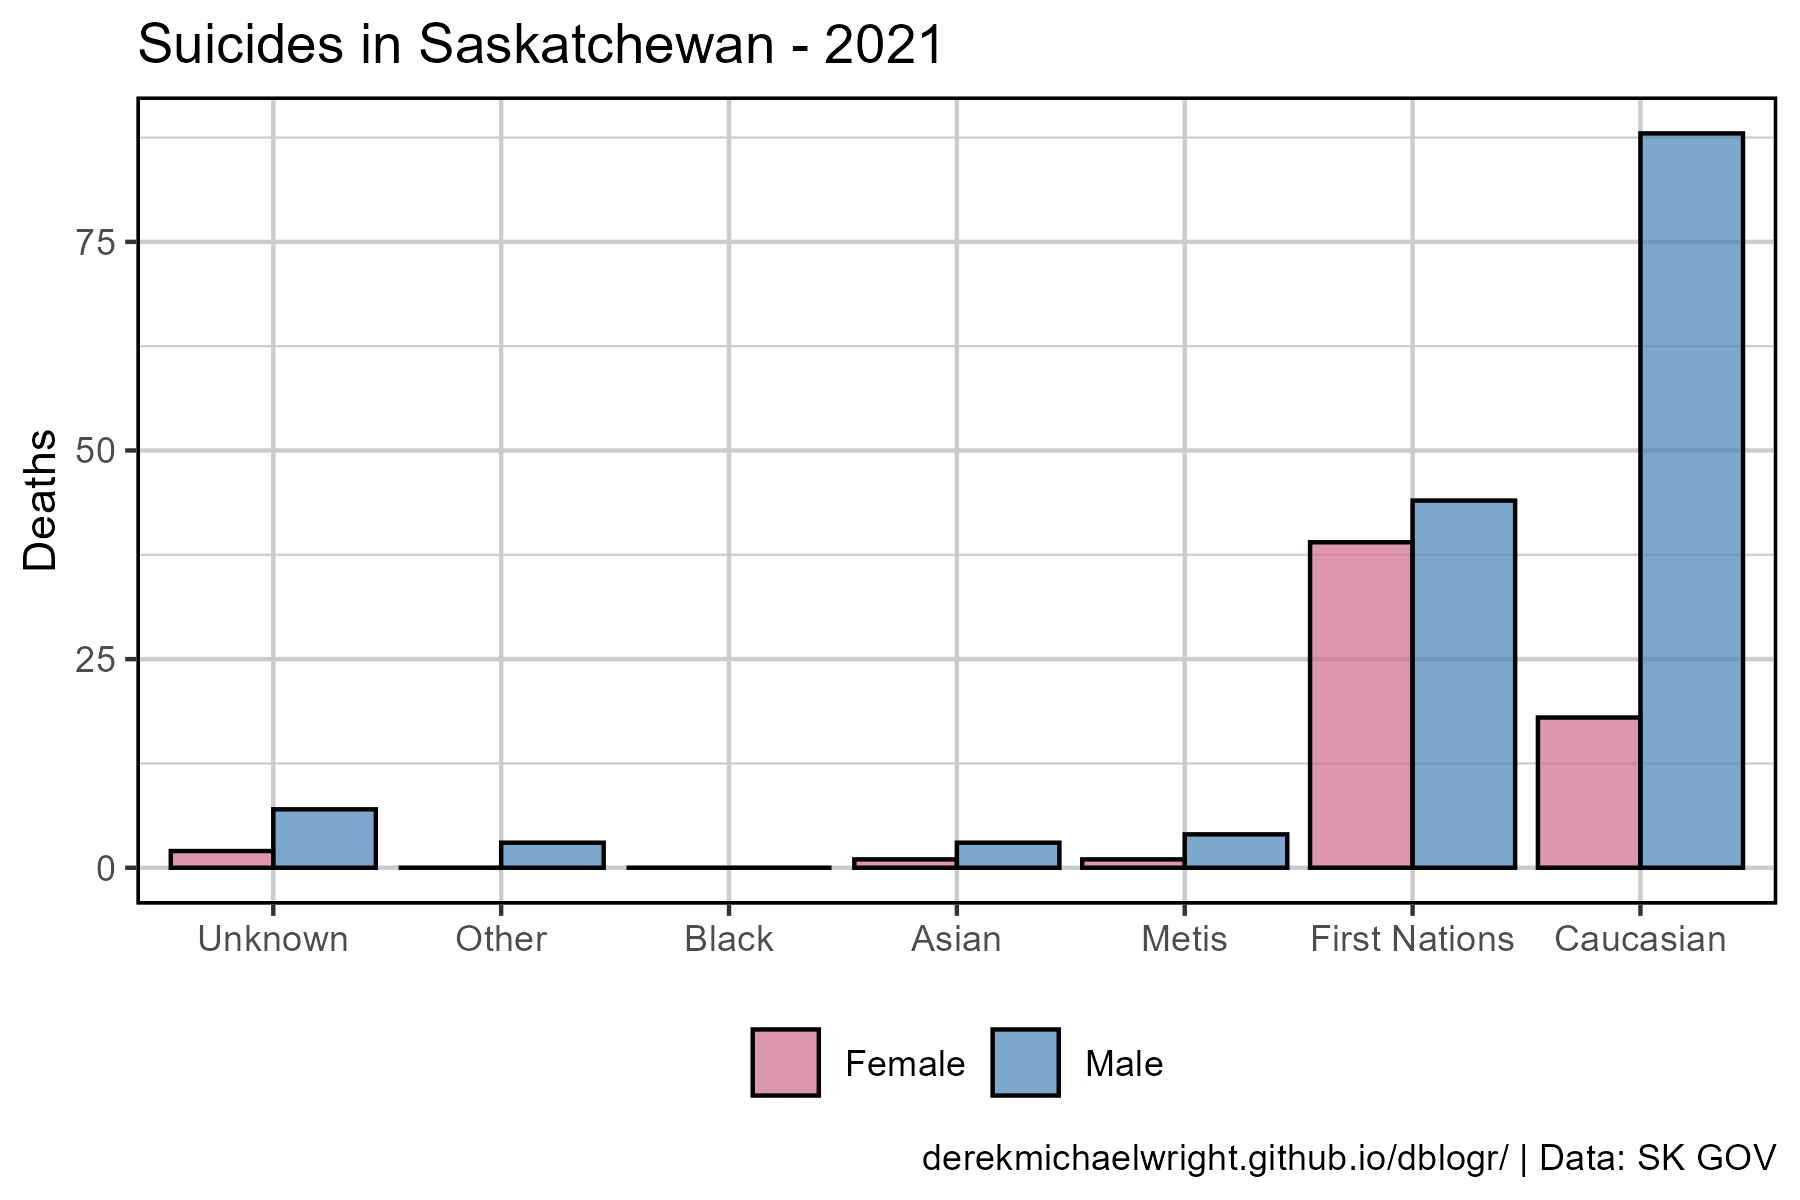 Suicides in Saskatchewan - 2021
Deaths
75
50
25
0
Unknown Other Black Asian Metis First Nations Caucasian
Female Male
derekmichaelwright.github.io/dblogr/ | Data: SK GOV